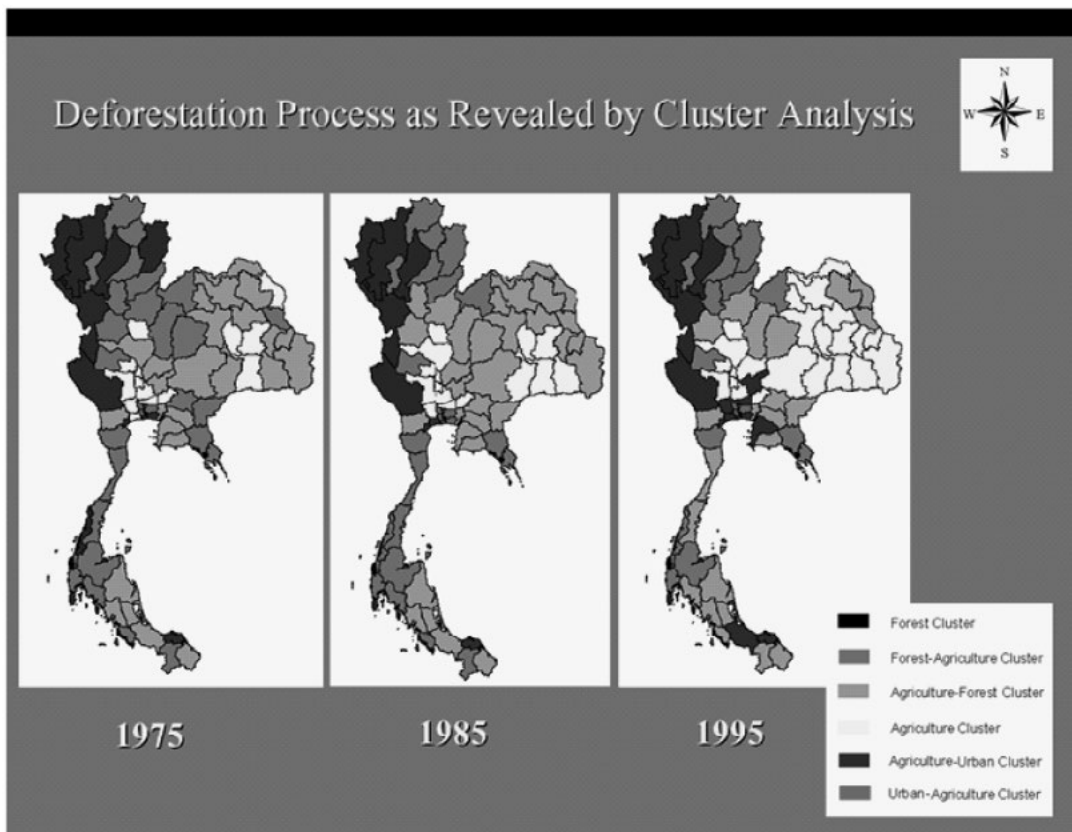 Deforestation Process as Revealed by Cluster Analysis
N
W E
S
1975 1985 1995
Forest Cluster
Forest-Agriculture Cluster
Agriculture-Forest Cluster
Agriculture Cluster
Agriculture-Urban Cluster
Urban-Agriculture Cluster